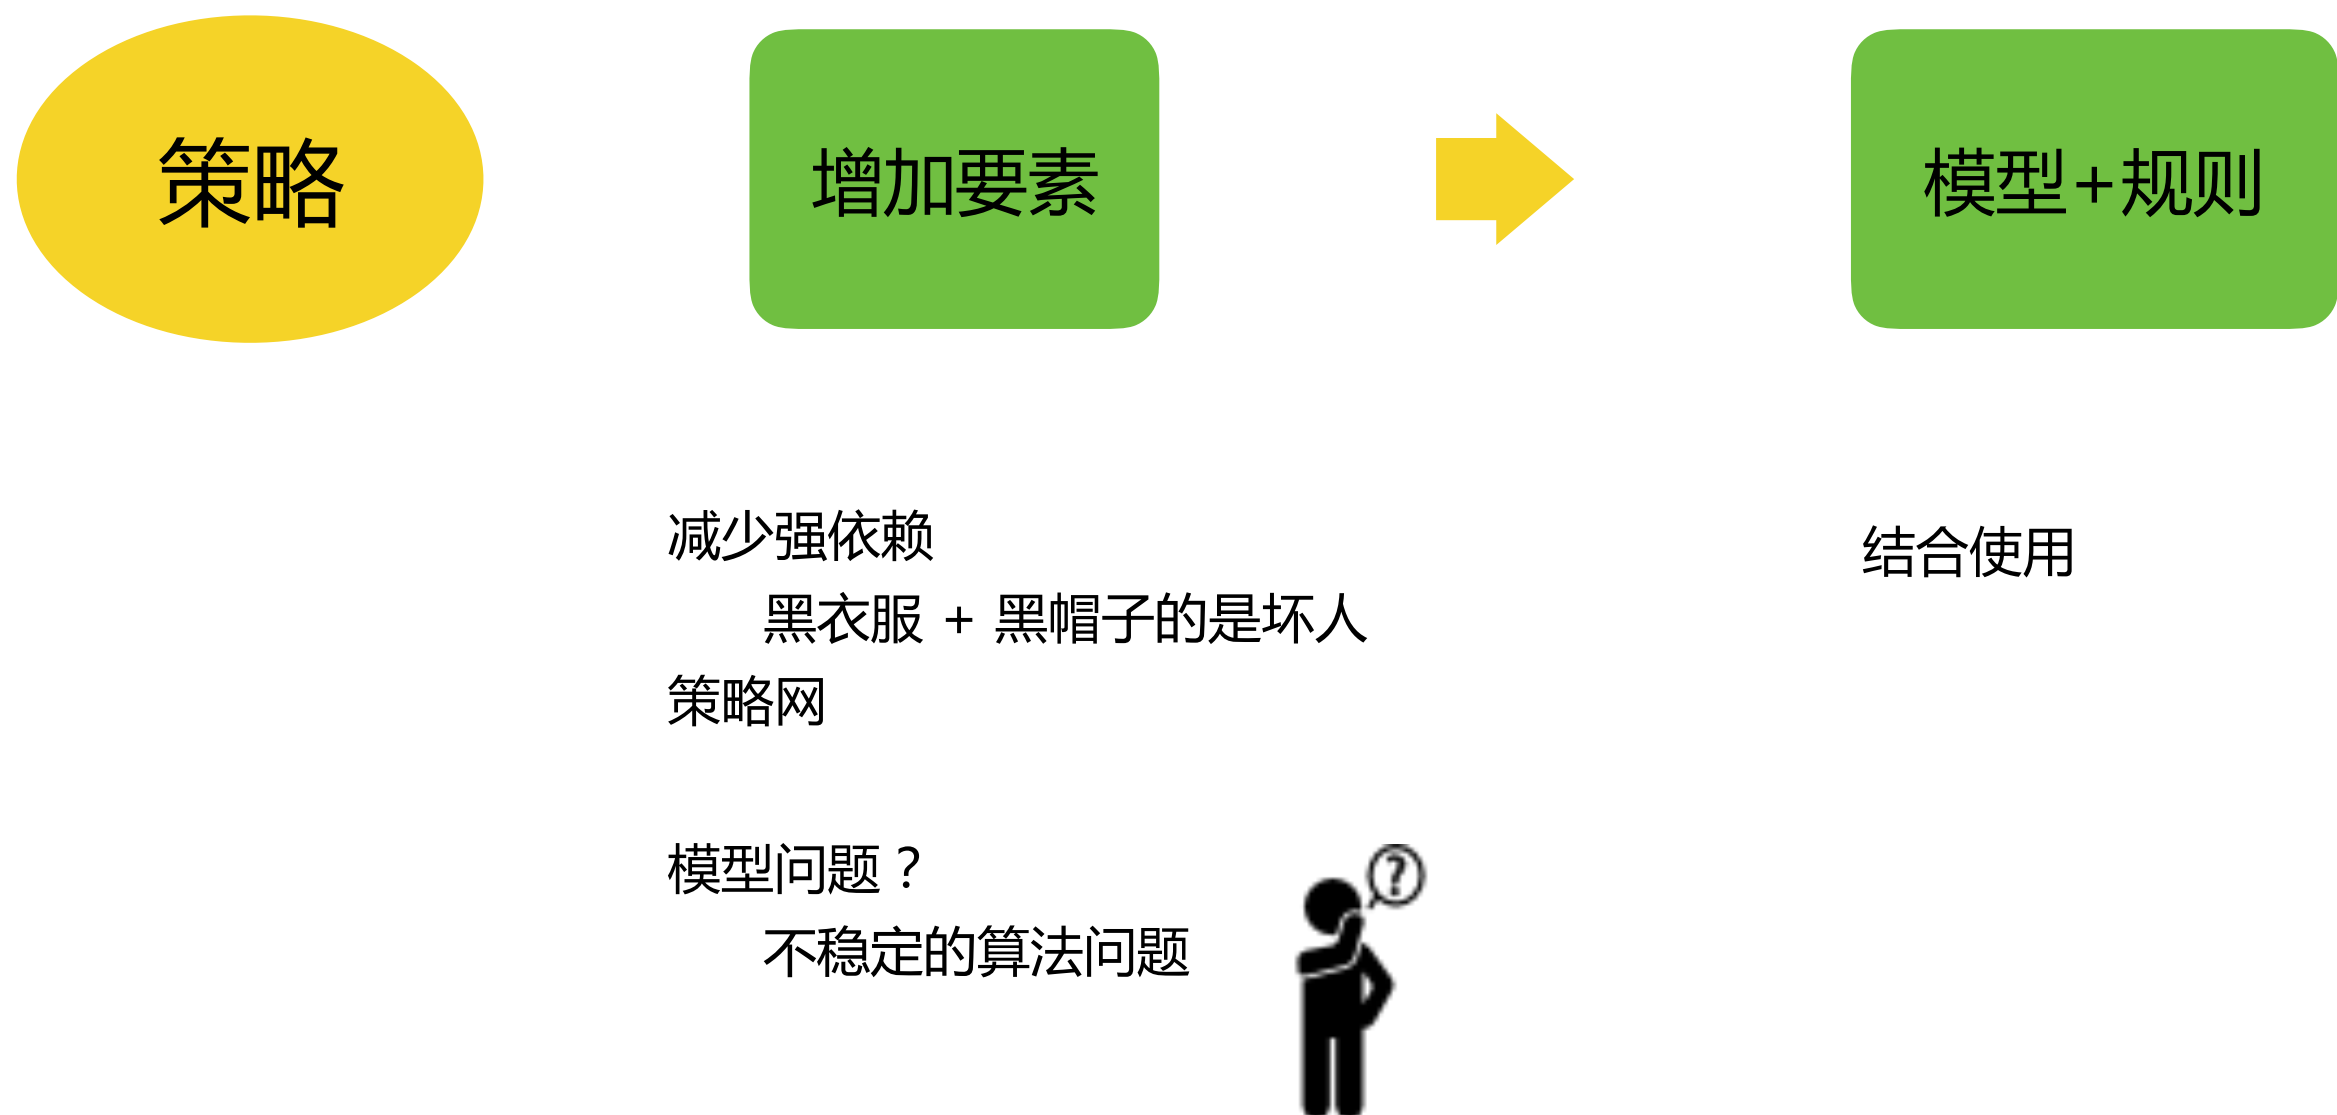 策略
增加要素
模型+规则
减少强依赖
黑衣服 + 黑帽子的是坏人
策略网
模型问题？
不稳定的算法问题
?
结合使用